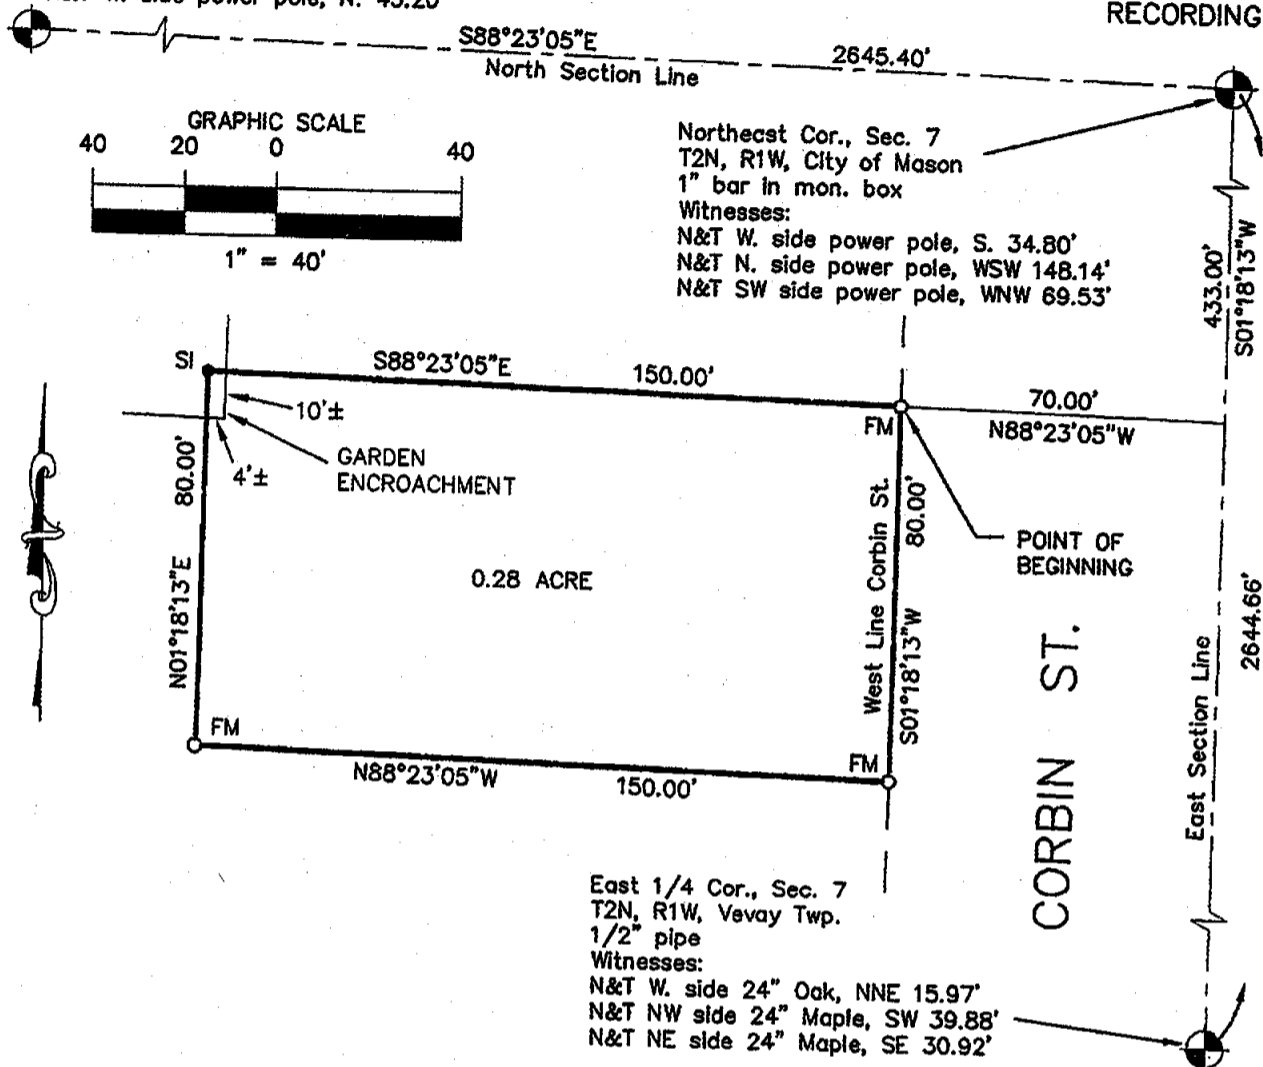 side power pole, N. 43.20
RECORDING
S88°23'05"E 2645.40'
North Section Line
GRAPHIC SCALE
40 20 0 40
1" = 40'
Northeast Cor., Sec. 7
T2N, R1W, City of Mason
1" bar in mon. box
Witnesses:
N&T W. side power pole, S. 34.80'
N&T N. side power pole, WSW 148.14'
N&T SW side power pole, WNW 69.53'
433.00'
S01°18'13"W
SI
S88°23'05"E 150.00'
10'±
4'±
GARDEN
ENCROACHMENT
FM
70.00'
N88°23'05"W
80.00'
N01°18'13"E
West Line Corbin St.
80.00'
S01°18'13"W
POINT OF
BEGINNING
0.28 ACRE
CORBIN ST.
East Section Line
2644.66'
FM
FM
N88°23'05"W 150.00'
East 1/4 Cor., Sec. 7
T2N, R1W, Vevay Twp.
1/2" pipe
Witnesses:
N&T W. side 24" Oak, NNE 15.97'
N&T NW side 24" Maple, SW 39.88'
N&T NE side 24" Maple, SE 30.92'